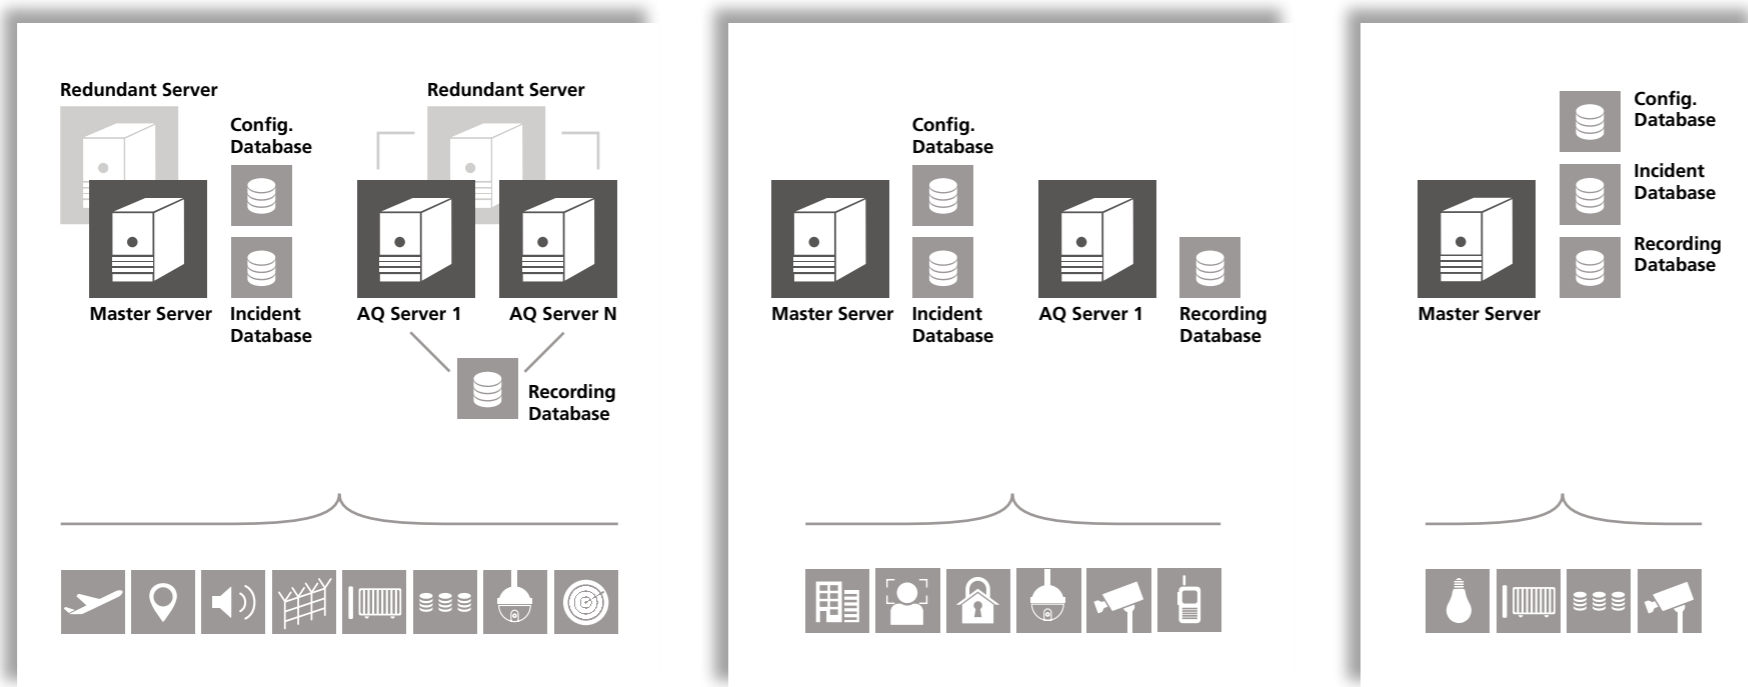 Redundant Server
Config.
Database
Master Server
Incident
Database
Redundant Server
AQ Server 1
AQ Server N
Recording
Database
Config.
Database
Master Server
Incident
Database
AQ Server 1
Recording
Database
Config.
Database
Incident
Database
Recording
Database
Master Server